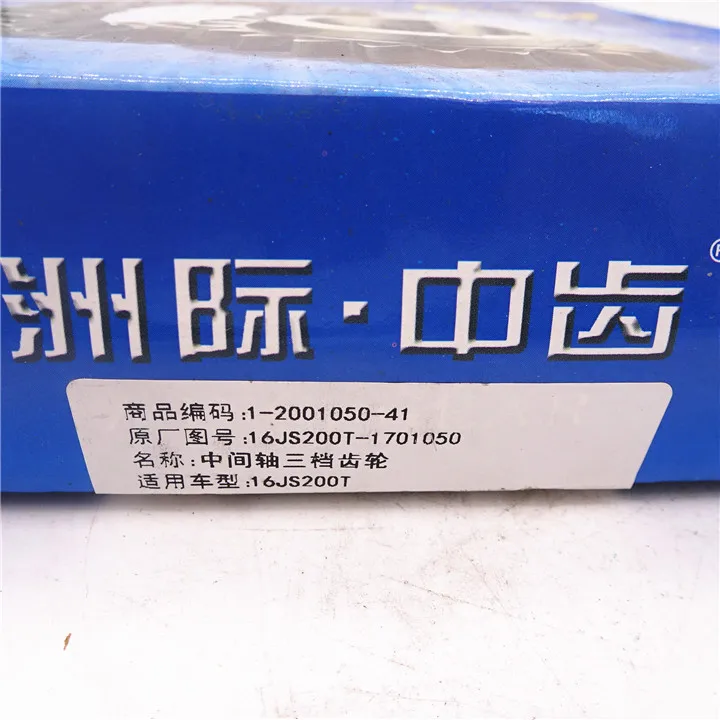 洲际·中齿
®
商品编码:1-2001050-41
原厂图号:16JS200T-1701050
名称:中间轴三档齿轮
适用车型:16JS200T